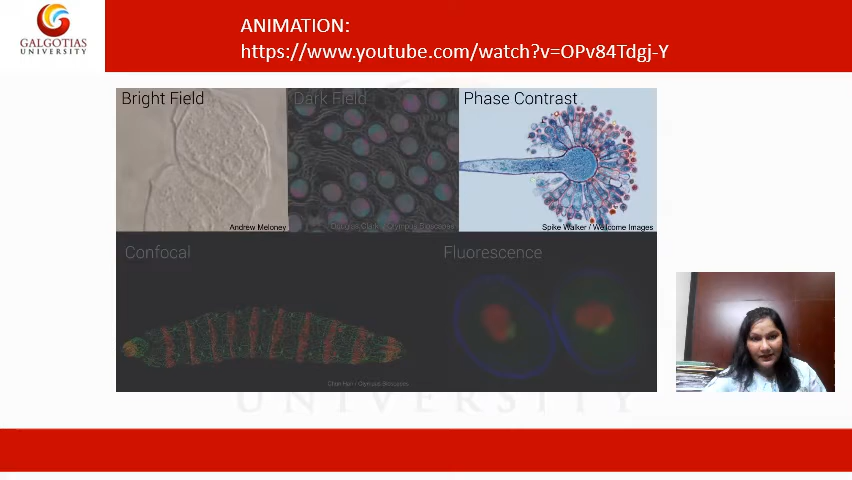 GALGOTIAS
UNIVERSITY
ANIMATION:
https://www.youtube.com/watch?v=OPv84Tdgj-Y
Bright Field
Dark Field
Phase Contrast
Andrew Meloney
Spike Walker / Wellcome Images
Confocal
Fluorescence
UNIVERSITY